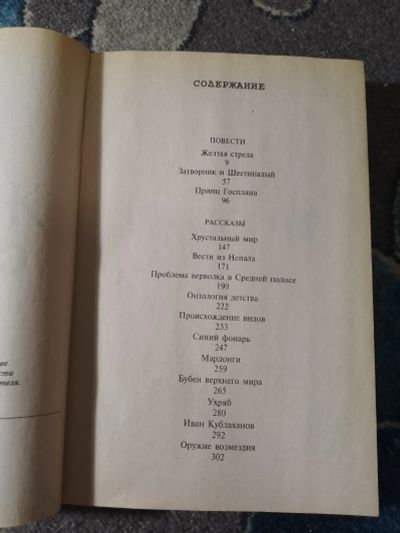 СОДЕРЖАНИЕ
ПОВЕСТИ
Желтая стрела
9
Затворник и Шестипалый
57
Принц Госплана
96
РАССКАЗЫ
Хрустальный мир
147
Вести из Непала
171
Проблема верволка в Средней полосе
190
Онтология детства
222
Происхождение видов
233
Синий фонарь
247
Мардонги
259
Бубен верхнего мира
265
Ухряб
280
Иван Кублаханов
292
Оружие возмездия
302